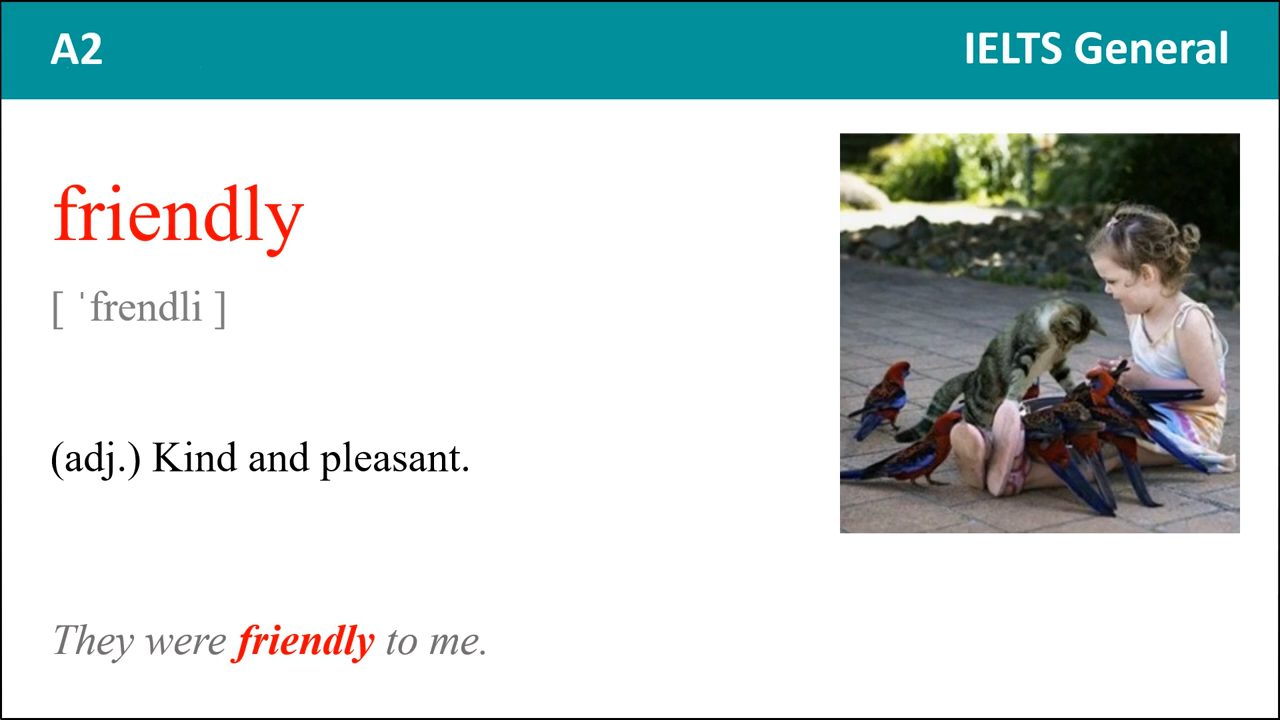 A2
IELTS General
friendly
[ ˈfrendli ]
(adj.) Kind and pleasant.
They were friendly to me.